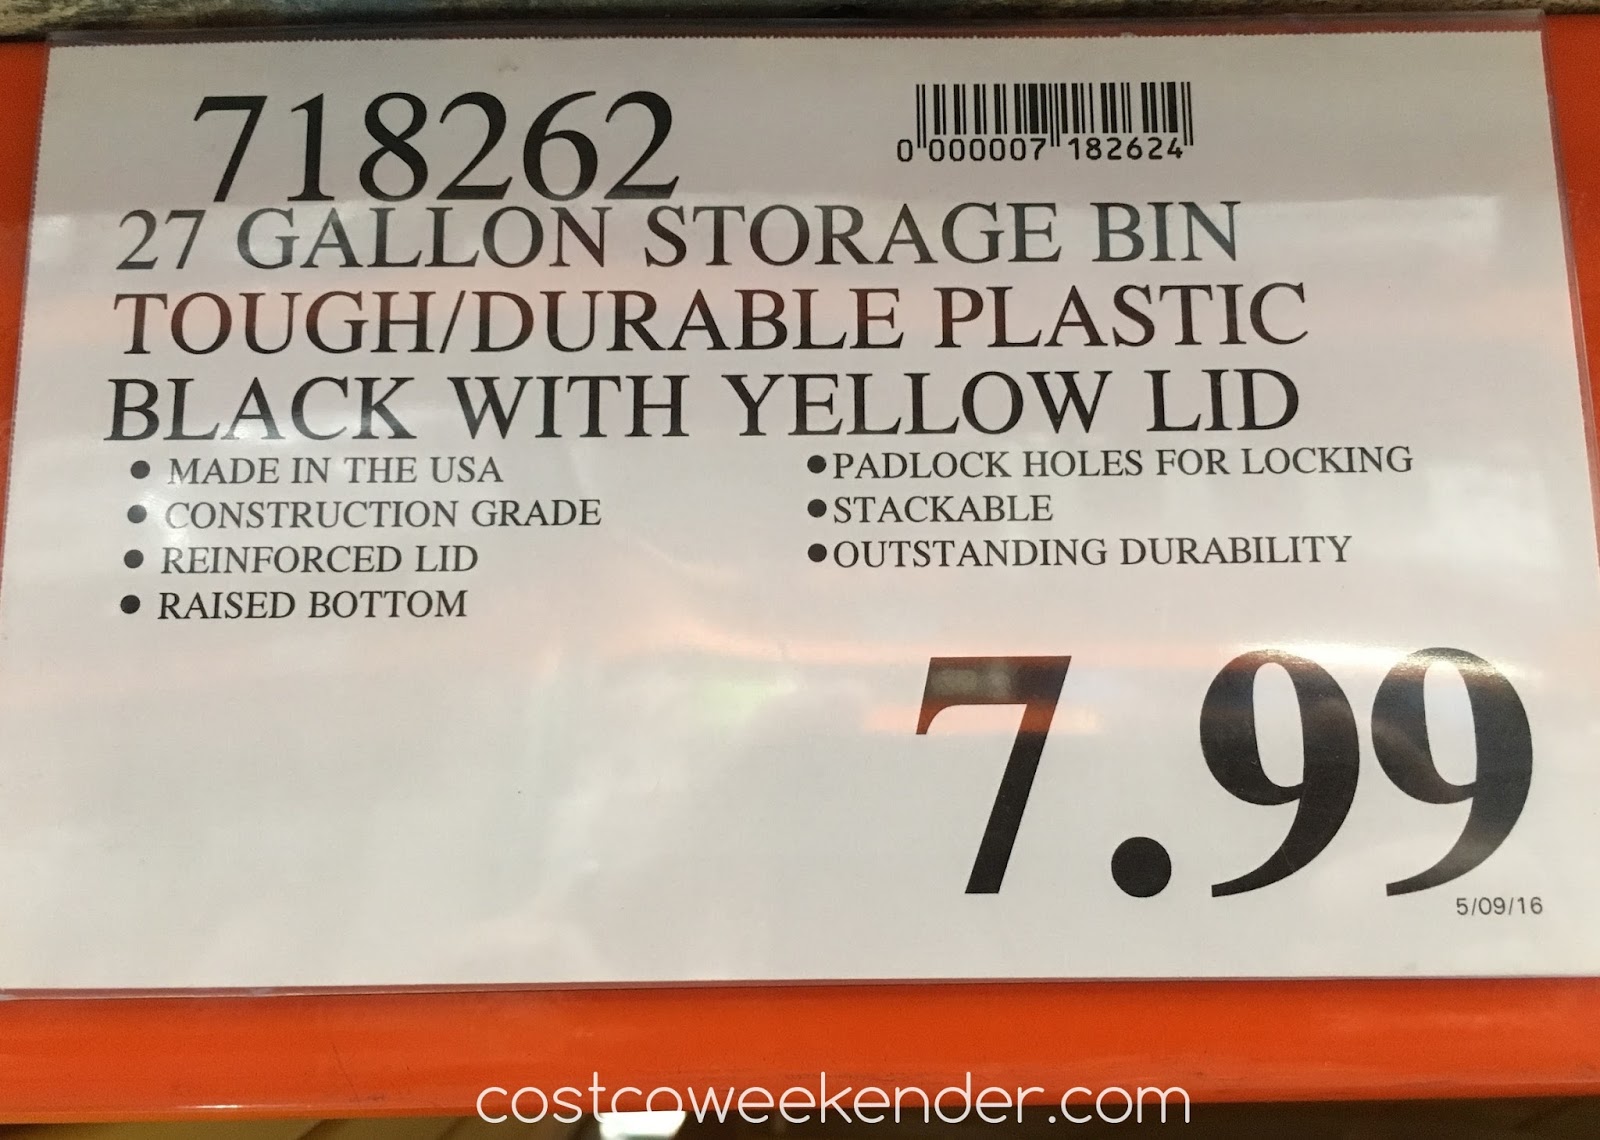 718262
0 000007 182624
27 GALLON STORAGE BIN
TOUGH/DURABLE PLASTIC
BLACK WITH YELLOW LID
• MADE IN THE USA
• CONSTRUCTION GRADE
• REINFORCED LID
• RAISED BOTTOM
•PADLOCK HOLES FOR LOCKING
•STACKABLE
•OUTSTANDING DURABILITY
7.99
5/09/16
costcoweekender.com